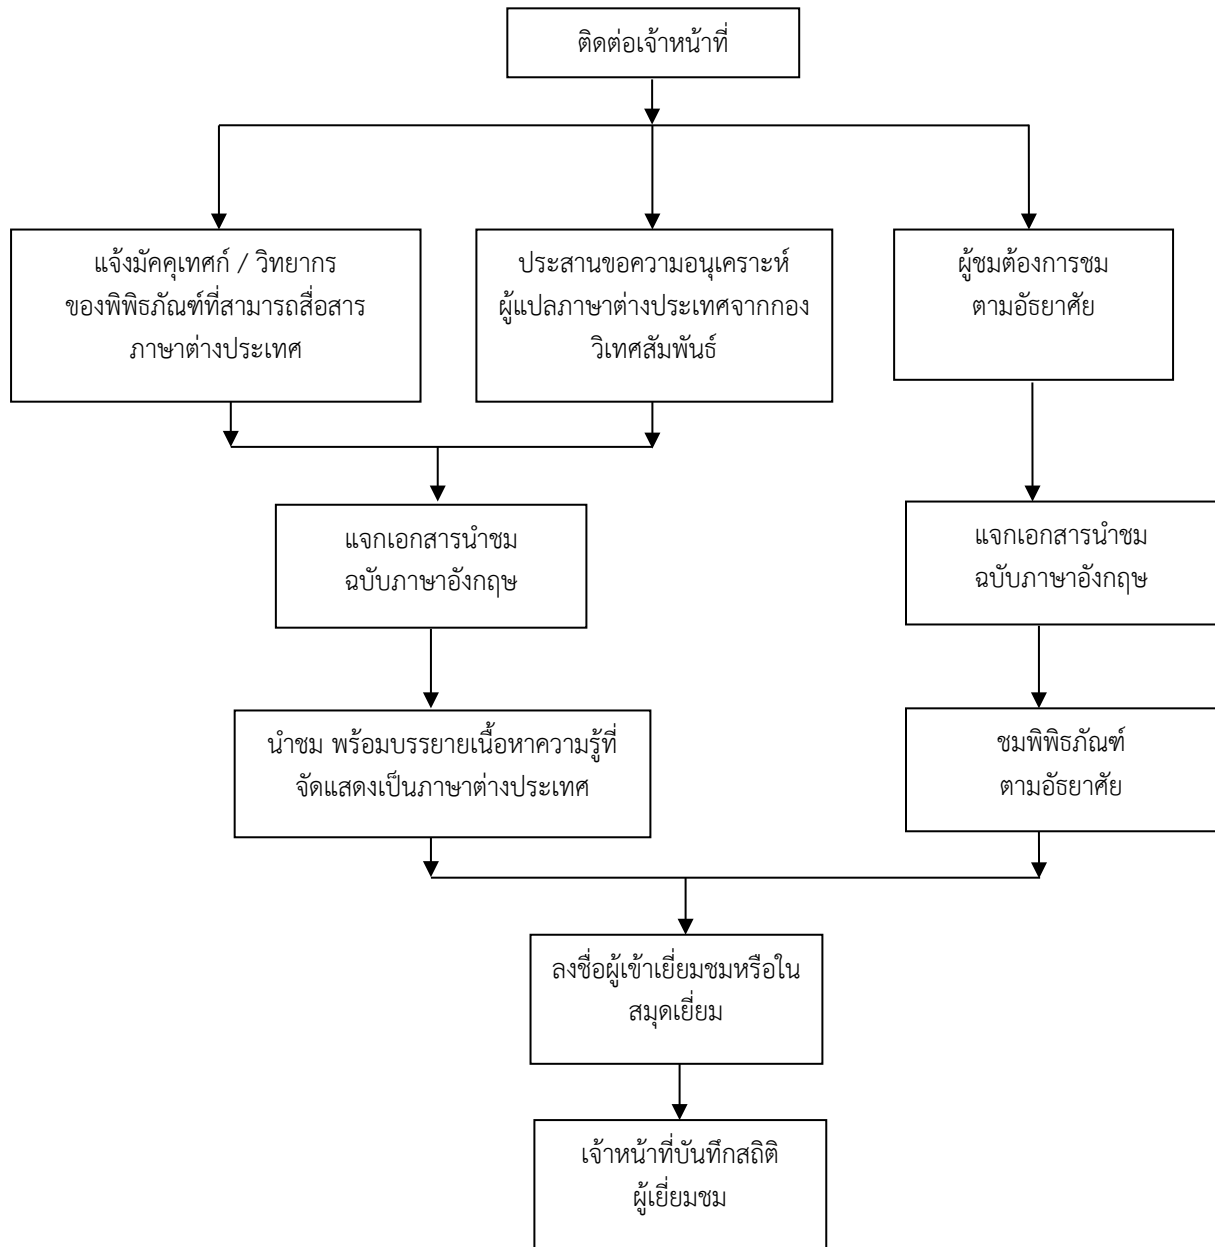 ติดต่อเจ้าหน้าที่
แจ้งมัคคุเทศก์ / วิทยากร
ของพิพิธภัณฑ์ที่สามารถสื่อสาร
ภาษาต่างประเทศ
ประสานขอความอนุเคราะห์
ผู้แปลภาษาต่างประเทศจากกอง
วิเทศสัมพันธ์
ผู้ชมต้องการชม
ตามอัธยาศัย
แจกเอกสารนำชม
ฉบับภาษาอังกฤษ
แจกเอกสารนำชม
ฉบับภาษาอังกฤษ
นำชม พร้อมบรรยายเนื้อหาความรู้ที่
จัดแสดงเป็นภาษาต่างประเทศ
ชมพิพิธภัณฑ์
ตามอัธยาศัย
ลงชื่อผู้เข้าเยี่ยมชมหรือใน
สมุดเยี่ยม
เจ้าหน้าที่บันทึกสถิติ
ผู้เยี่ยมชม